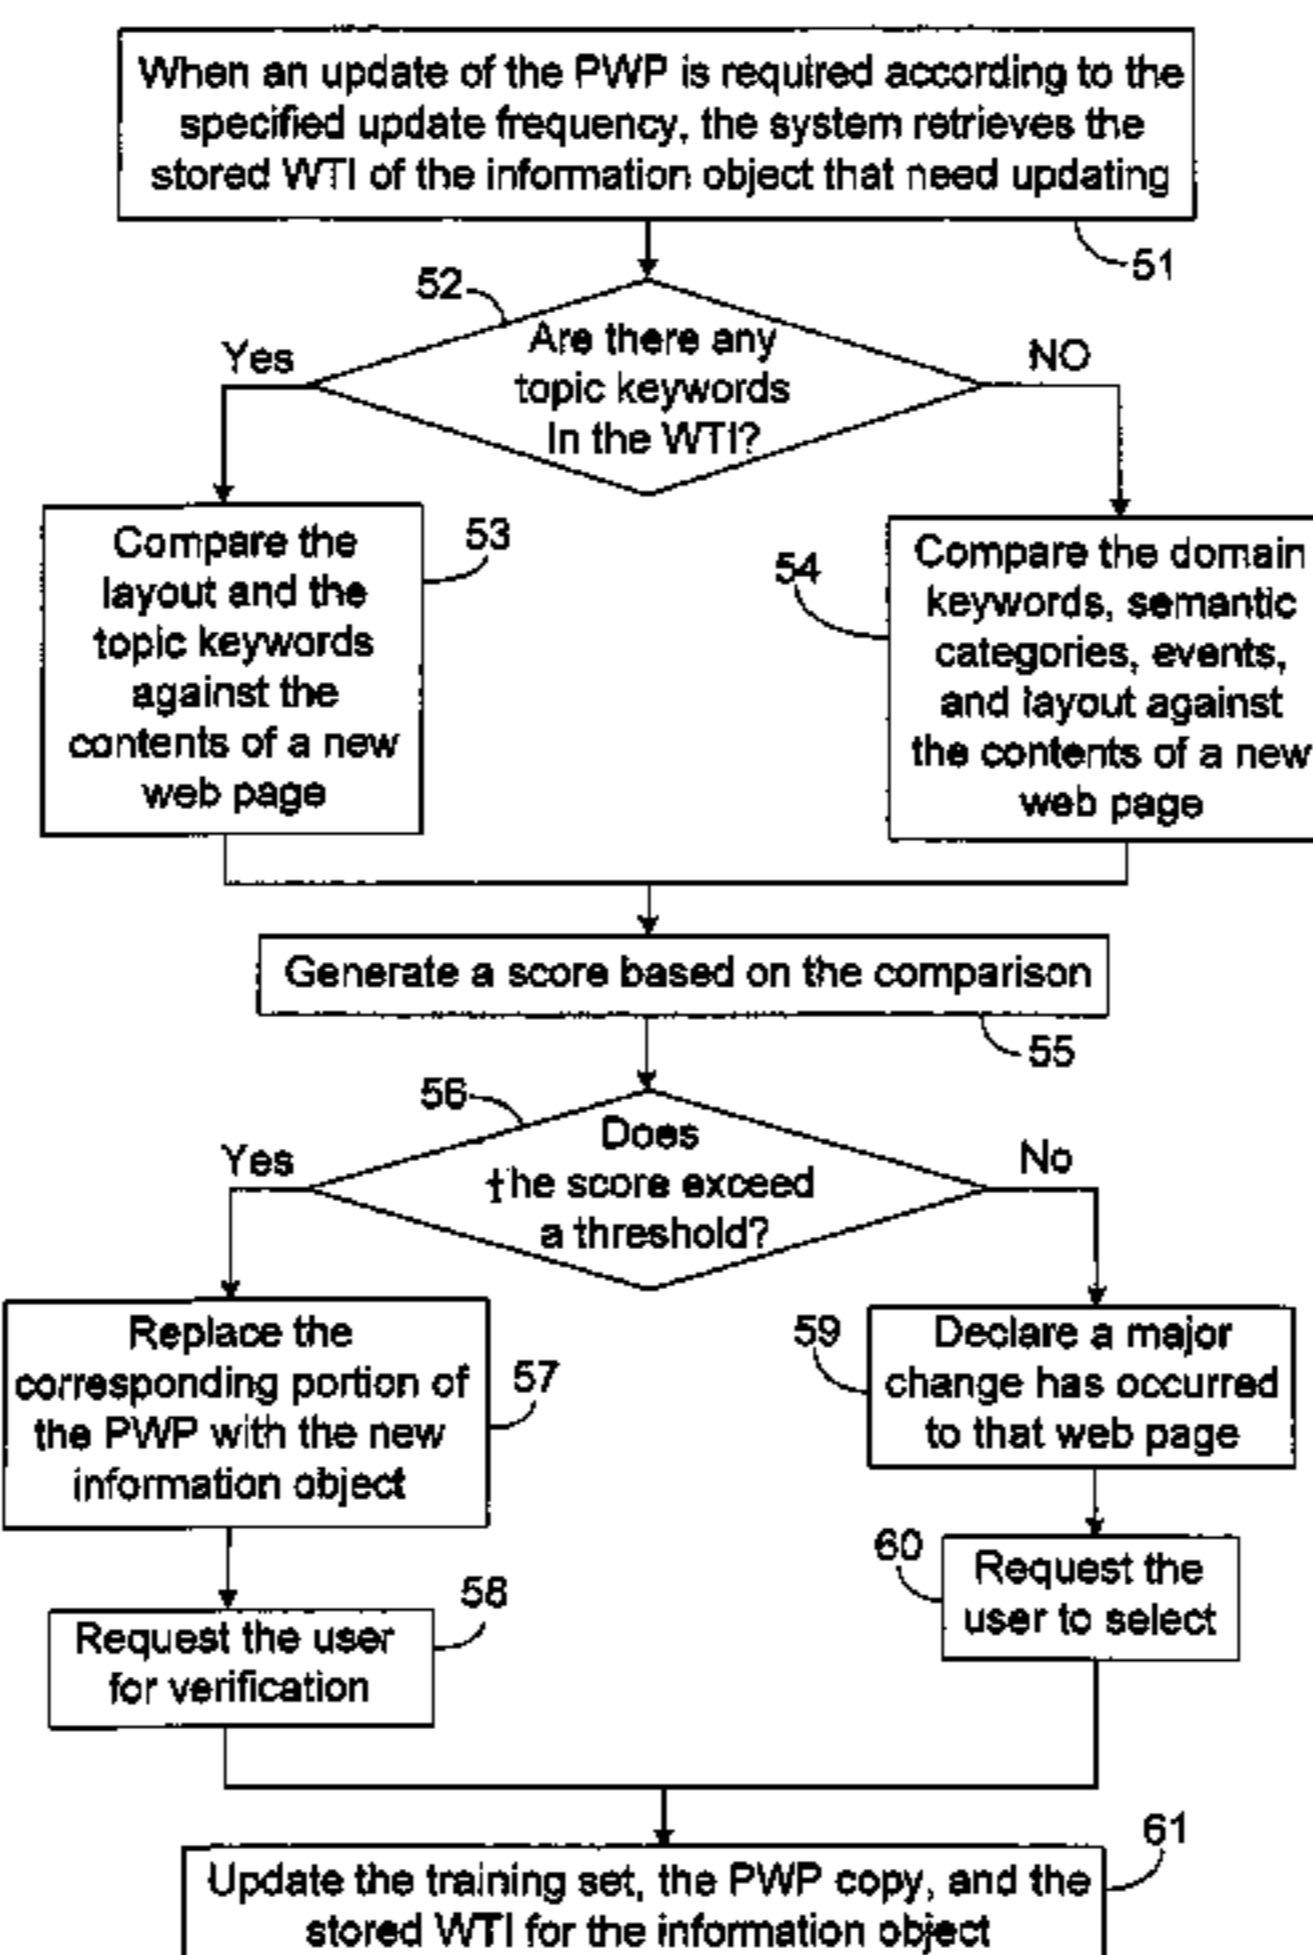 When an update of the PWP is required according to the
specified update frequency, the system retrieves the
stored WTI of the information object that need updating
51
52
Are there any
topic keywords
In the WTI?
Yes
NO
Compare the
layout and the
topic keywords
against the
contents of a new
web page
53
54
Compare the domain
keywords, semantic
categories, events,
and layout against
the contents of a new
web page
Generate a score based on the comparison
55
56
Does
the score exceed
a threshold?
Yes
No
Replace the
corresponding portion of
the PWP with the new
information object
57
59
Declare a major
change has occurred
to that web page
Request the user
for verification
58
60
Request the
user to select
61
Update the training set, the PWP copy, and the
stored WTI for the information object